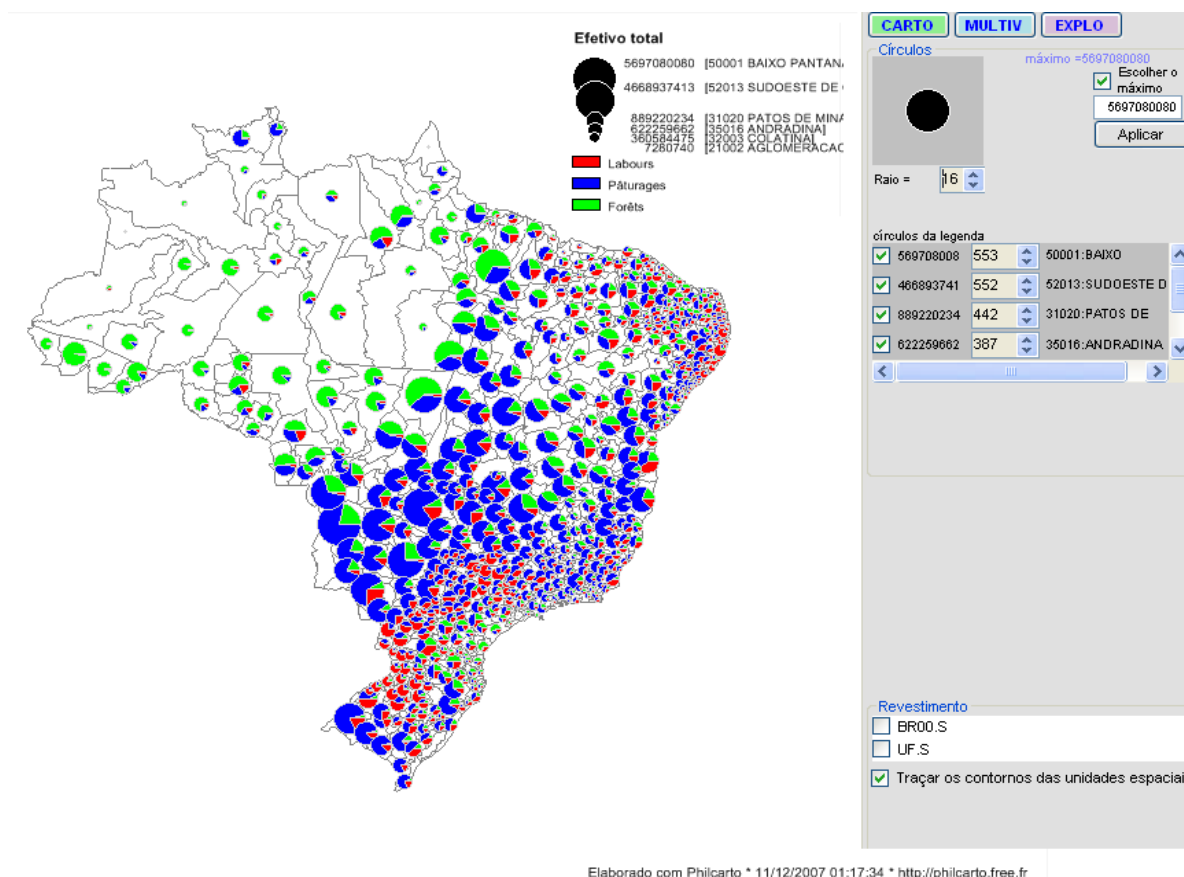 Efetivo total
5697080080 [50001 BAIXO PANTAN
4668937413 [52013 SUDOESTE DE
889220234 [31020 PATOS DE MINA
622259662 [35016 ANDRADINA]
360584475 [32003 COLATINA]
7280740 [21002 AGLOMERACAO
Labours
Pâturages
Forêts
CARTO MULTIV EXPLO
Círculos
máximo =5697080080
Escolher o
máximo
5697080080
Aplicar
Raio = 16
círculos da legenda
569708008 553 50001:BAIXO
466893741 552 52013:SUDOESTE D
889220234 442 31020:PATOS DE
622259662 387 35016:ANDRADINA
Revestimento
BR00.S
UF.S
Traçar os contornos das unidades espaciai
Elaborado com Philcarto * 11/12/2007 01:17:34 * http://philcarto.free.fr